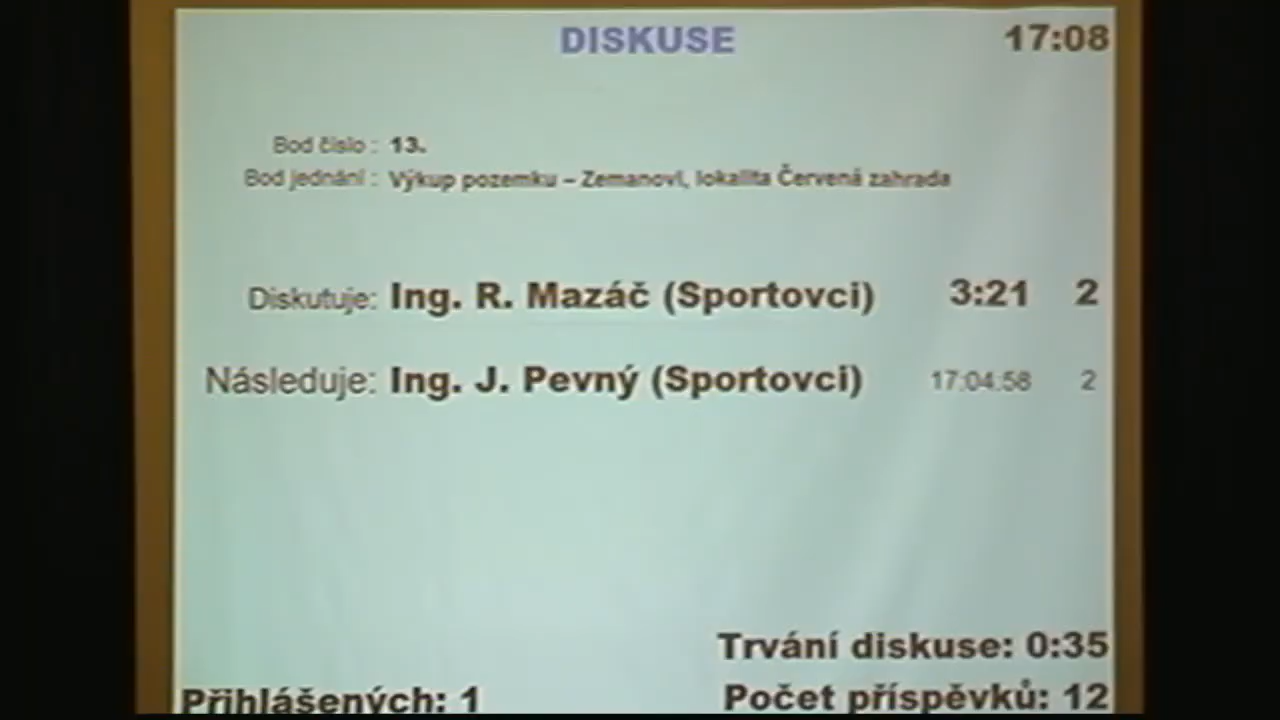 DISKUSE 17:08
Bod číslo : 13.
Bod jednání : Výkup pozemku – Zemanovi, lokalita Červená zahrada
Diskutuje: Ing. R. Mazáč (Sportovci) 3:21 2
Následuje: Ing. J. Pevný (Sportovci) 17:04:58 2
Trvání diskuse: 0:35
Přihlášených: 1 Počet příspěvků: 12